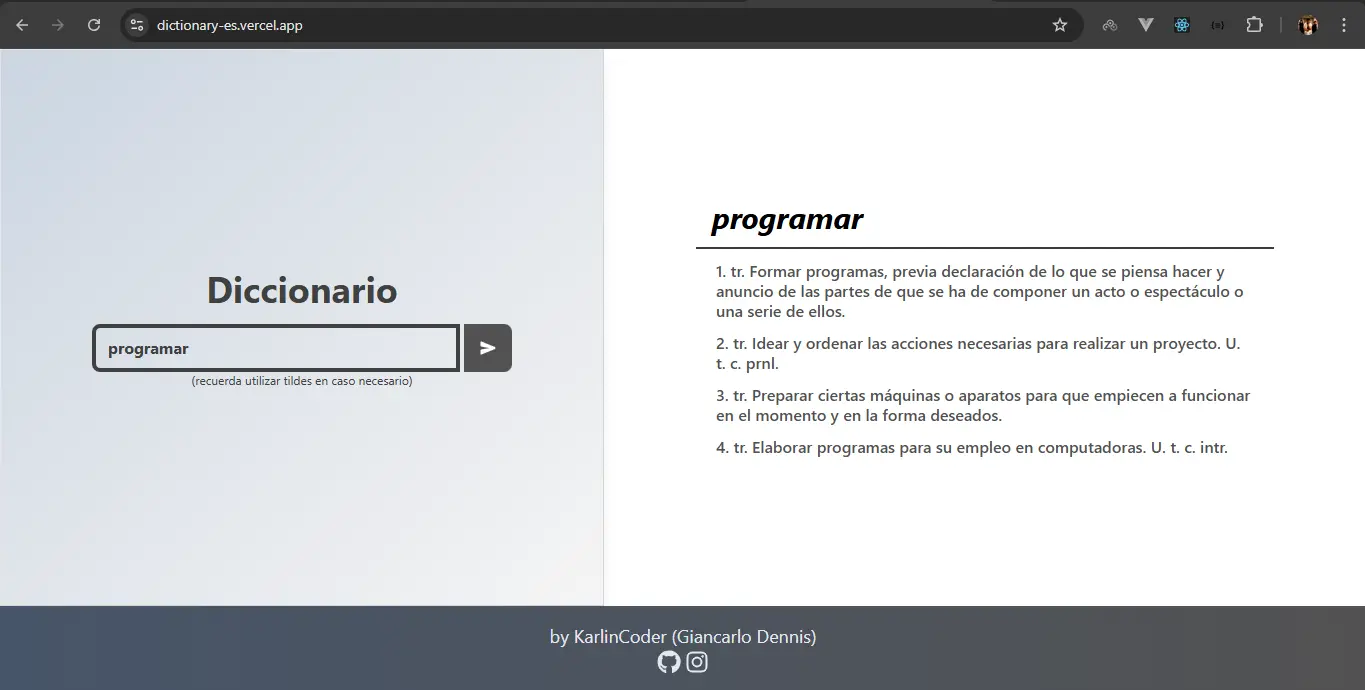 dictionary-es.vercel.app
Diccionario
programar
(recuerda utilizar tildes en caso necesario)
programar
1. tr. Formar programas, previa declaración de lo que se piensa hacer y
anuncio de las partes de que se ha de componer un acto o espectáculo o
una serie de ellos.
2. tr. Idear y ordenar las acciones necesarias para realizar un proyecto. U.
t. c. prnl.
3. tr. Preparar ciertas máquinas o aparatos para que empiecen a funcionar
en el momento y en la forma deseados.
4. tr. Elaborar programas para su empleo en computadoras. U. t. c. intr.
by KarlinCoder (Giancarlo Dennis)